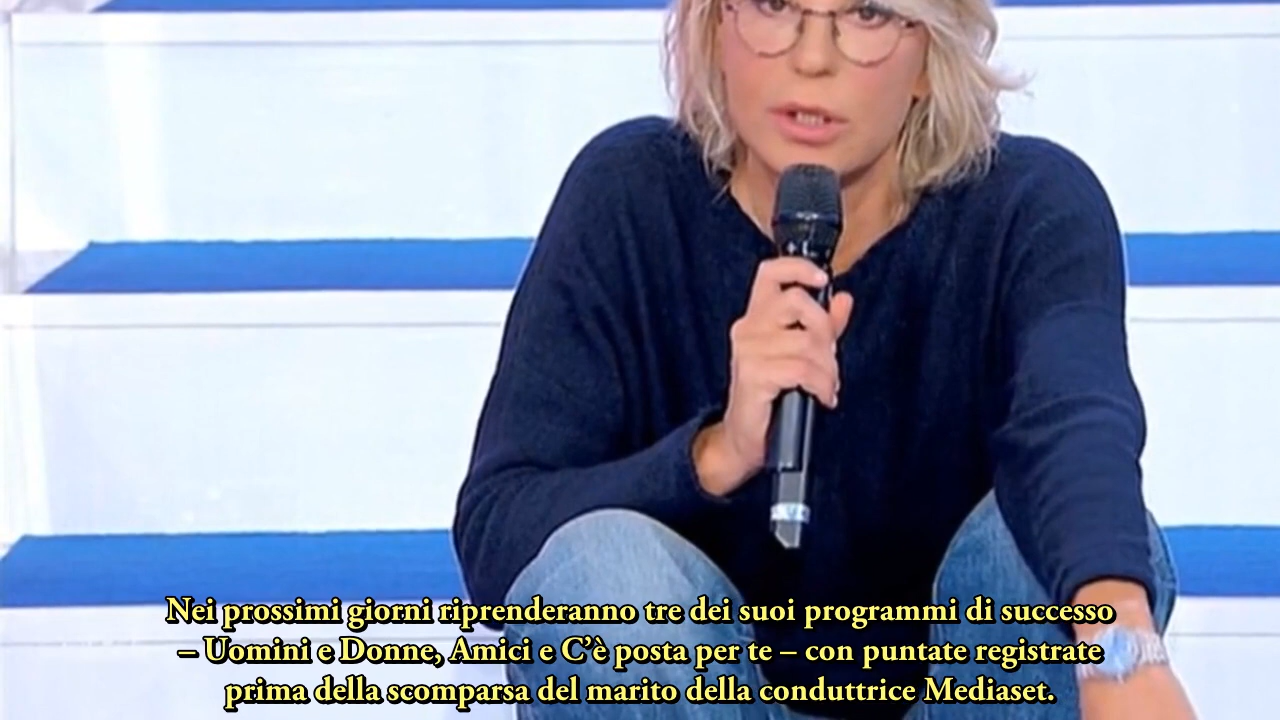 Nei prossimi giorni riprenderanno tre dei suoi programmi di successo
– Uomini e Donne, Amici e C’è posta per te – con puntate registrate
prima della scomparsa del marito della conduttrice Mediaset.